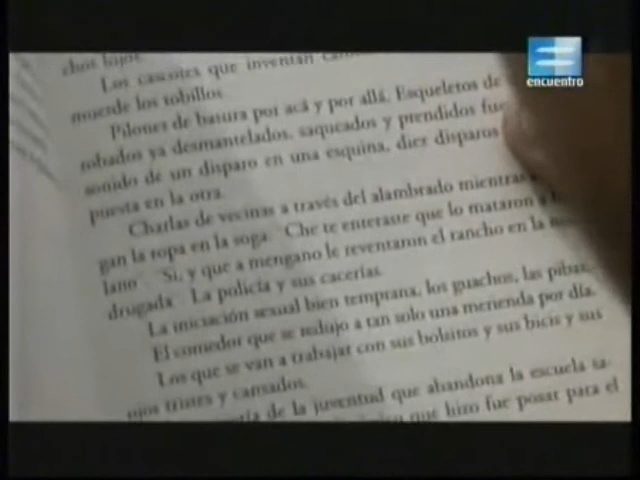 encuentro
chos lujos.
Los cascotes que inventan
muerde los tobillos.
Pilones de basura por acá y por allá. Esqueletos de
robados ya desmantelados, saqueados y prendidos fue
sonido de un disparo en una esquina, diez disparos
puesta en la otra.
Charlas de vecinas a través del alambrado mientras
gan la ropa en la soga. Che te enteraste que lo mataron a
lano Si, y que a mengano le reventaron el rancho en la
drugada La policía y sus cacerías.
La iniciación sexual bien temprana, los guachos, las pibas.
El comedor que se redujo a tan solo una merienda por día.
Los que se van a trabajar con sus bolsitos y sus bicis y sus
ojos tristes y cansados.
de la juventud que abandona la escuela
que hizo fue posar para el